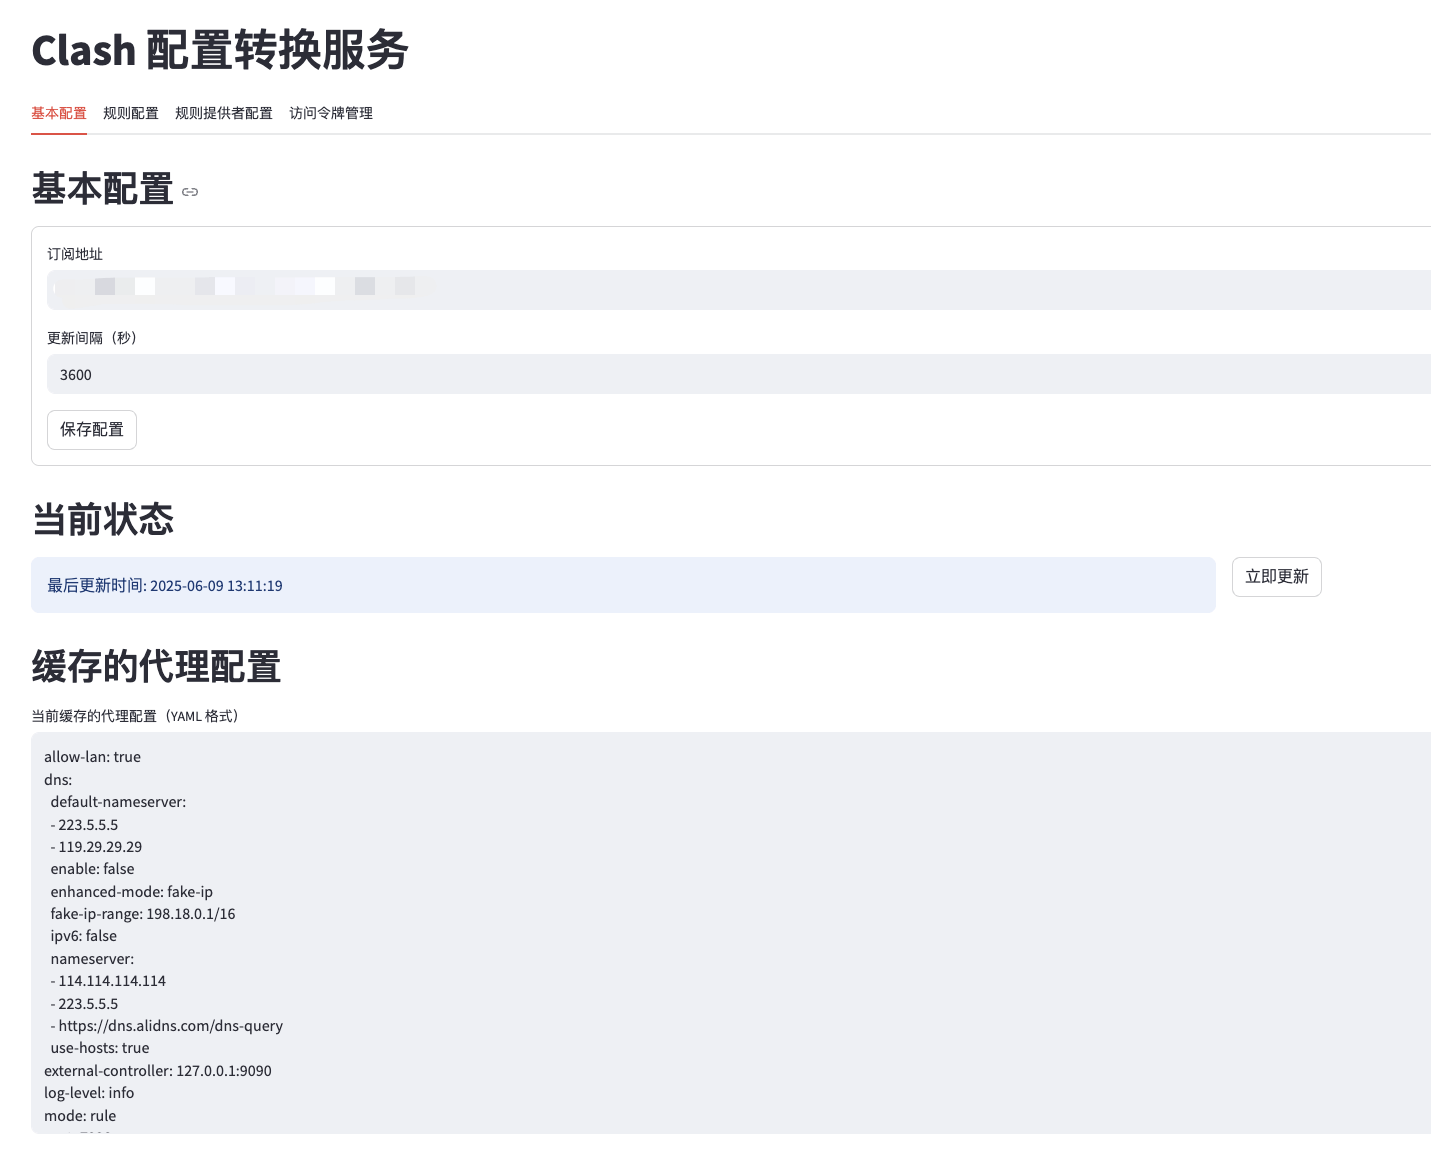 Clash 配置转换服务
基本配置 规则配置 规则提供者配置 访问令牌管理
基本配置
订阅地址
更新间隔（秒）
3600
保存配置
当前状态
最后更新时间: 2025-06-09 13:11:19
立即更新
缓存的代理配置
当前缓存的代理配置（YAML 格式）
allow-lan: true
dns:
  default-nameserver:
  - 223.5.5.5
  - 119.29.29.29
  enable: false
  enhanced-mode: fake-ip
  fake-ip-range: 198.18.0.1/16
  ipv6: false
  nameserver:
  - 114.114.114.114
  - 223.5.5.5
  - https://dns.alidns.com/dns-query
  use-hosts: true
external-controller: 127.0.0.1:9090
log-level: info
mode: rule